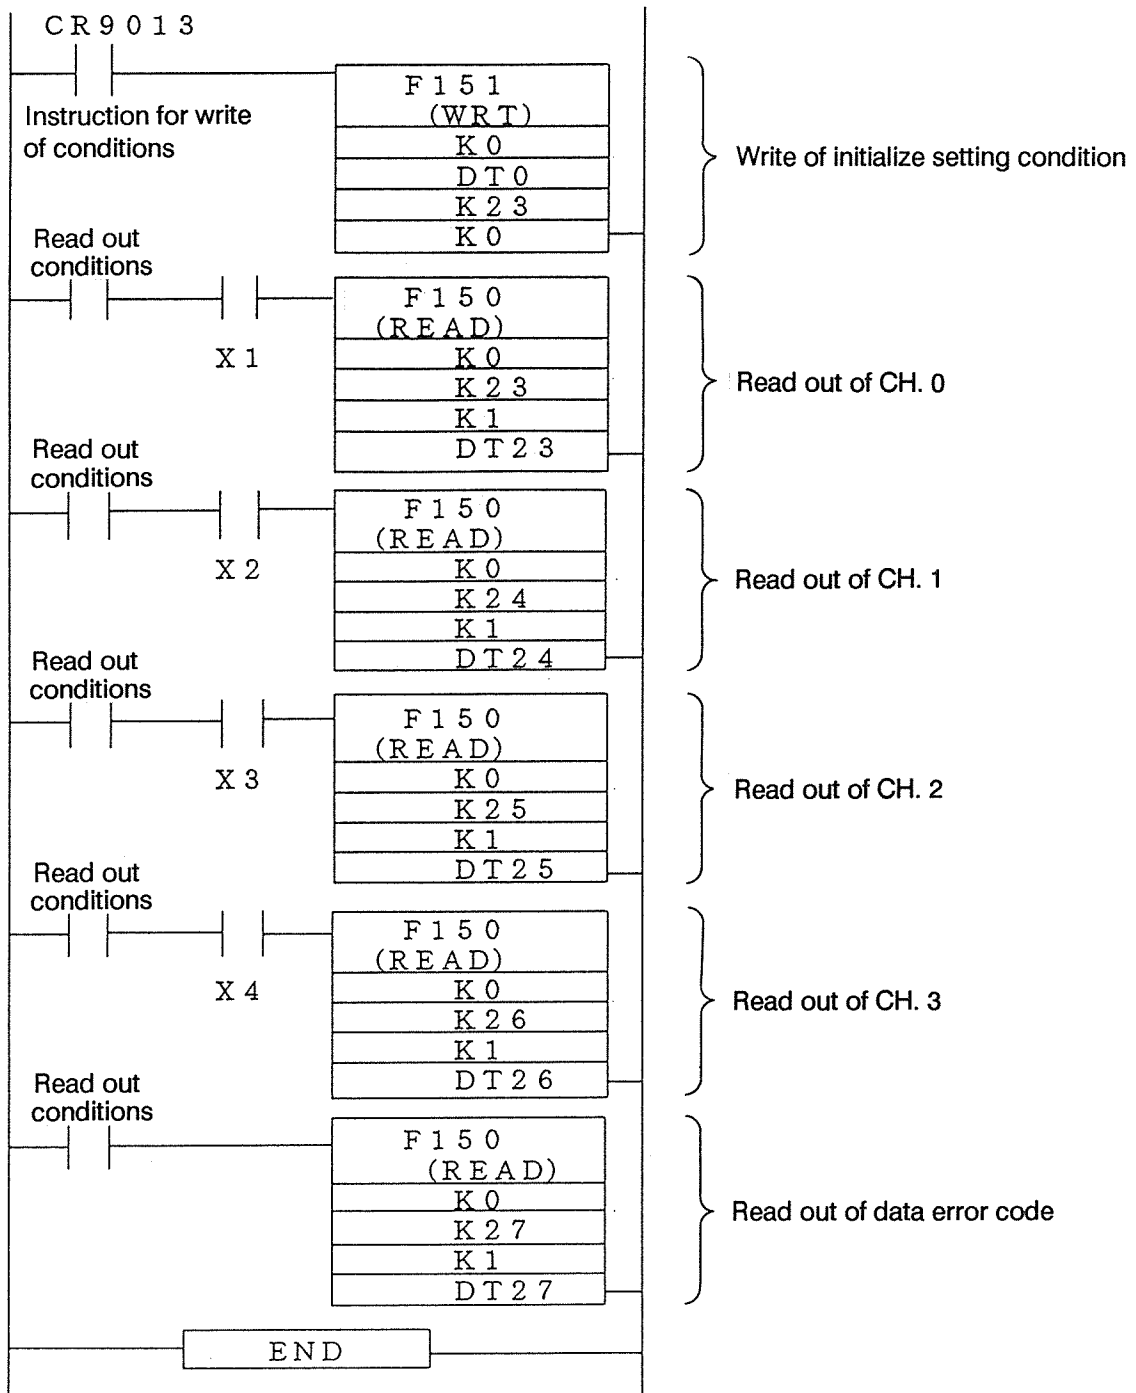 CR9013
Instruction for write
of conditions
F151
(WRT)
K0
DT0
K23
K0
Write of initialize setting condition
Read out
conditions
X1
F150
(READ)
K0
K23
K1
DT23
Read out of CH. 0
Read out
conditions
X2
F150
(READ)
K0
K24
K1
DT24
Read out of CH. 1
Read out
conditions
X3
F150
(READ)
K0
K25
K1
DT25
Read out of CH. 2
Read out
conditions
X4
F150
(READ)
K0
K26
K1
DT26
Read out of CH. 3
Read out
conditions
F150
(READ)
K0
K27
K1
DT27
Read out of data error code
END